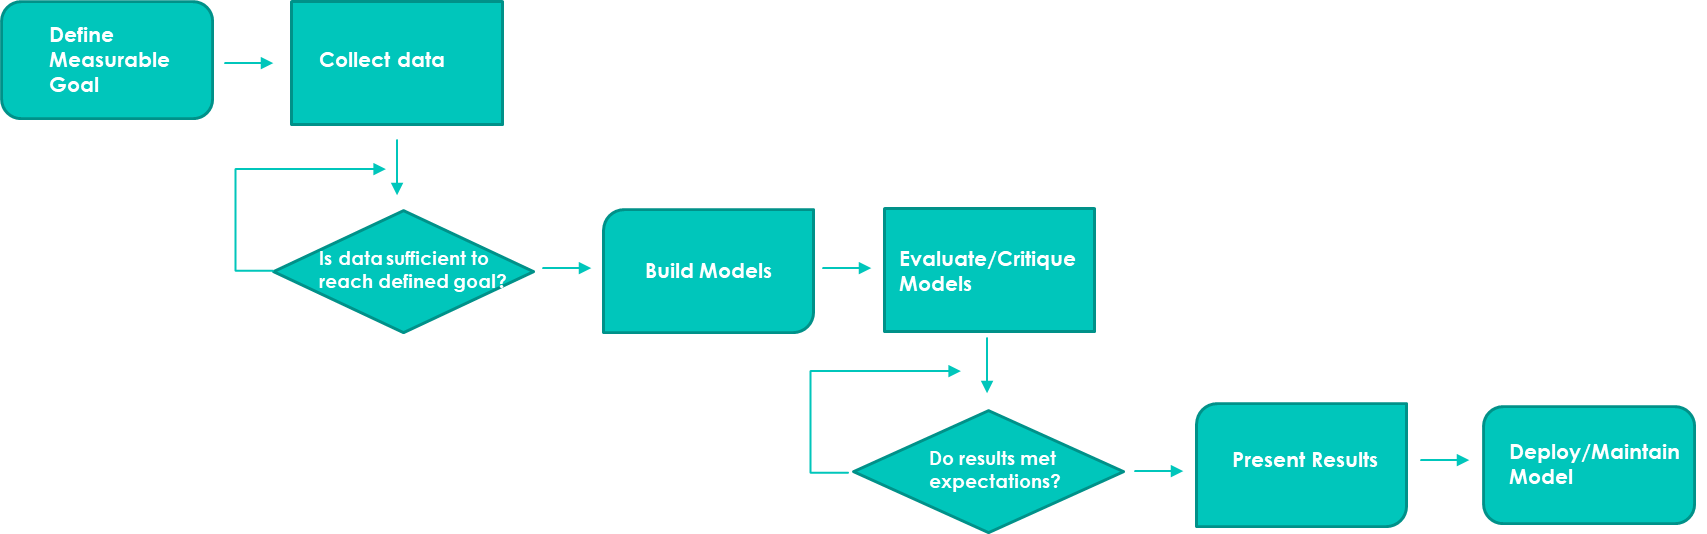 Define
Measurable
Goal
Collect data
Is data sufficient to
reach defined goal?
Build Models
Evaluate/Critique
Models
Do results met
expectations?
Present Results
Deploy/Maintain
Model